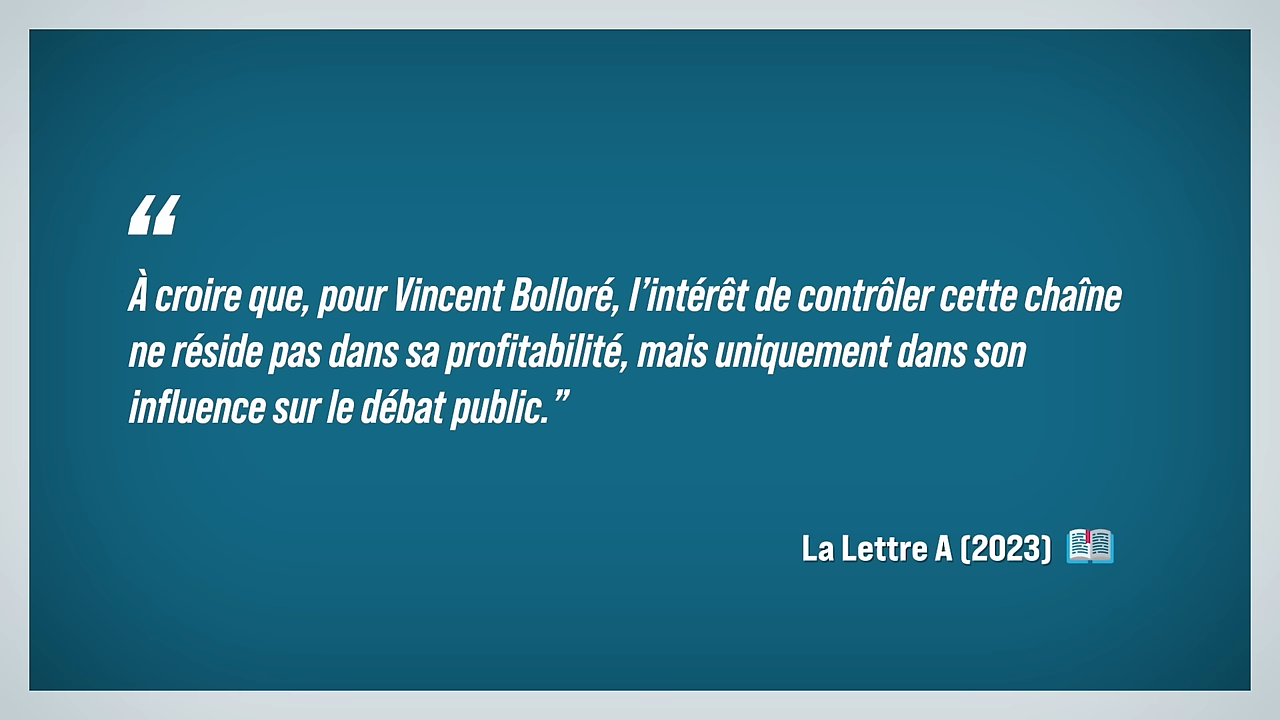 “
À croire que, pour Vincent Bolloré, l’intérêt de contrôler cette chaîne
ne réside pas dans sa profitabilité, mais uniquement dans son
influence sur le débat public.”
La Lettre A (2023)